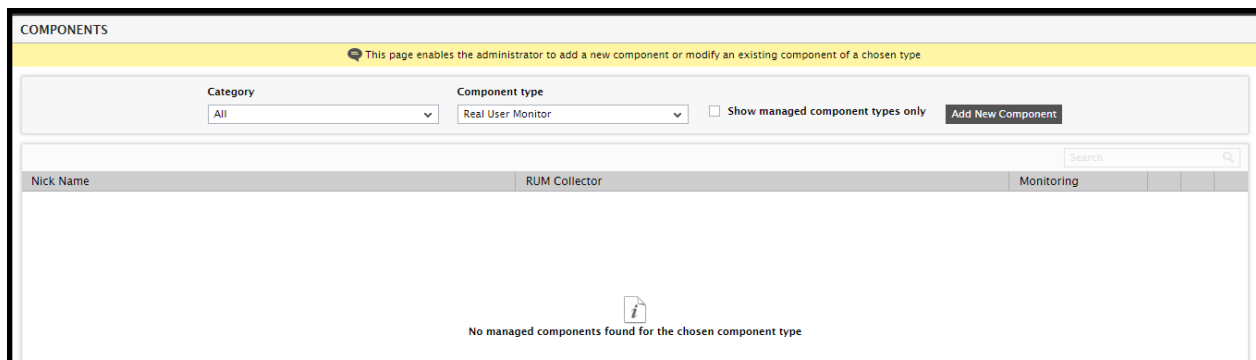 COMPONENTS
This page enables the administrator to add a new component or modify an existing component of a chosen type
Category
Component type
All
Real User Monitor
Show managed component types only
Add New Component
Search
Nick Name
RUM Collector
Monitoring
No managed components found for the chosen component type